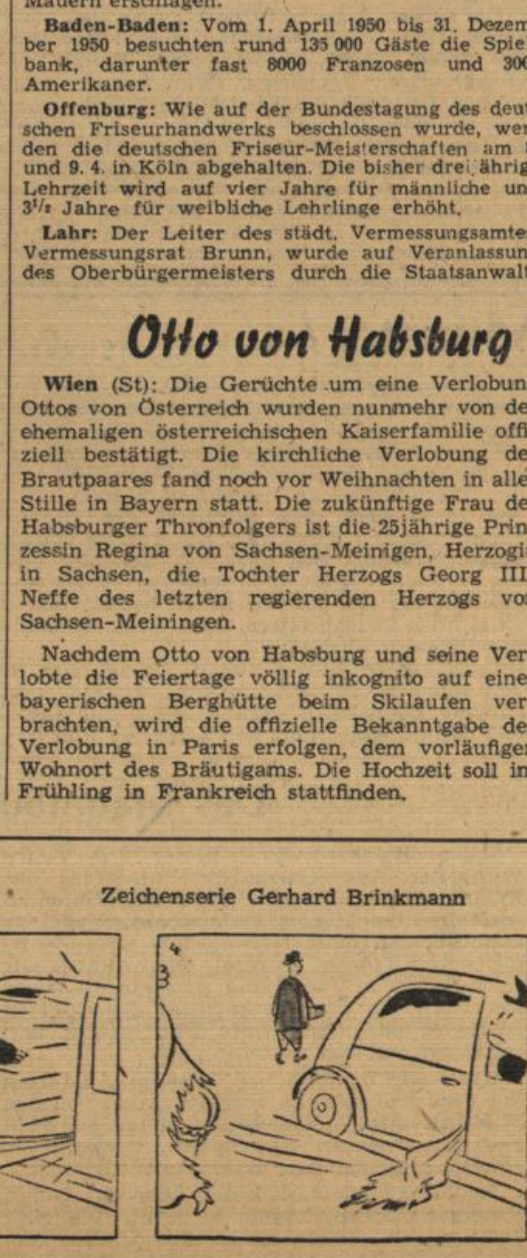 Mauern erschlagen.
Baden-Baden: Vom 1. April 1950 bis 31. Dezem
ber 1950 besuchten rund 135 000 Gäste die Spiel
bank, darunter fast 8000 Franzosen und 300
Amerikaner.
Offenburg: Wie auf der Bundestagung des deut
schen Friseurhandwerks beschlossen wurde, wer
den die deutschen Friseur-Meisterschaften am
und 9. 4. in Köln abgehalten. Die bisher dreijährig
Lehrzeit wird auf vier Jahre für männliche un
3½ Jahre für weibliche Lehrlinge erhöht.
Lahr: Der Leiter des städt. Vermessungsamtes
Vermessungsrat Brunn, wurde auf Veranlassun
des Oberbürgermeisters durch die Staatsanwalt
Otto von Habsburg
Wien (St): Die Gerüchte um eine Verlobun
Ottos von Österreich wurden nunmehr von de
ehemaligen österreichischen Kaiserfamilie offi
ziell bestätigt. Die kirchliche Verlobung de
Brautpaares fand noch vor Weihnachten in alle
Stille in Bayern statt. Die zukünftige Frau de
Habsburger Thronfolgers ist die 25jährige Prin
zessin Regina von Sachsen-Meinigen, Herzogi
in Sachsen, die Tochter Herzogs Georg III
Neffe des letzten regierenden Herzogs vo
Sachsen-Meiningen.
Nachdem Otto von Habsburg und seine Ver
lobte die Feiertage völlig inkognito auf eine
bayerischen Berghütte beim Skilaufen ver
brachten, wird die offizielle Bekanntgabe de
Verlobung in Paris erfolgen, dem vorläufige
Wohnort des Bräutigams. Die Hochzeit soll im
Frühling in Frankreich stattfinden.
Zeichenserie Gerhard Brinkmann
4